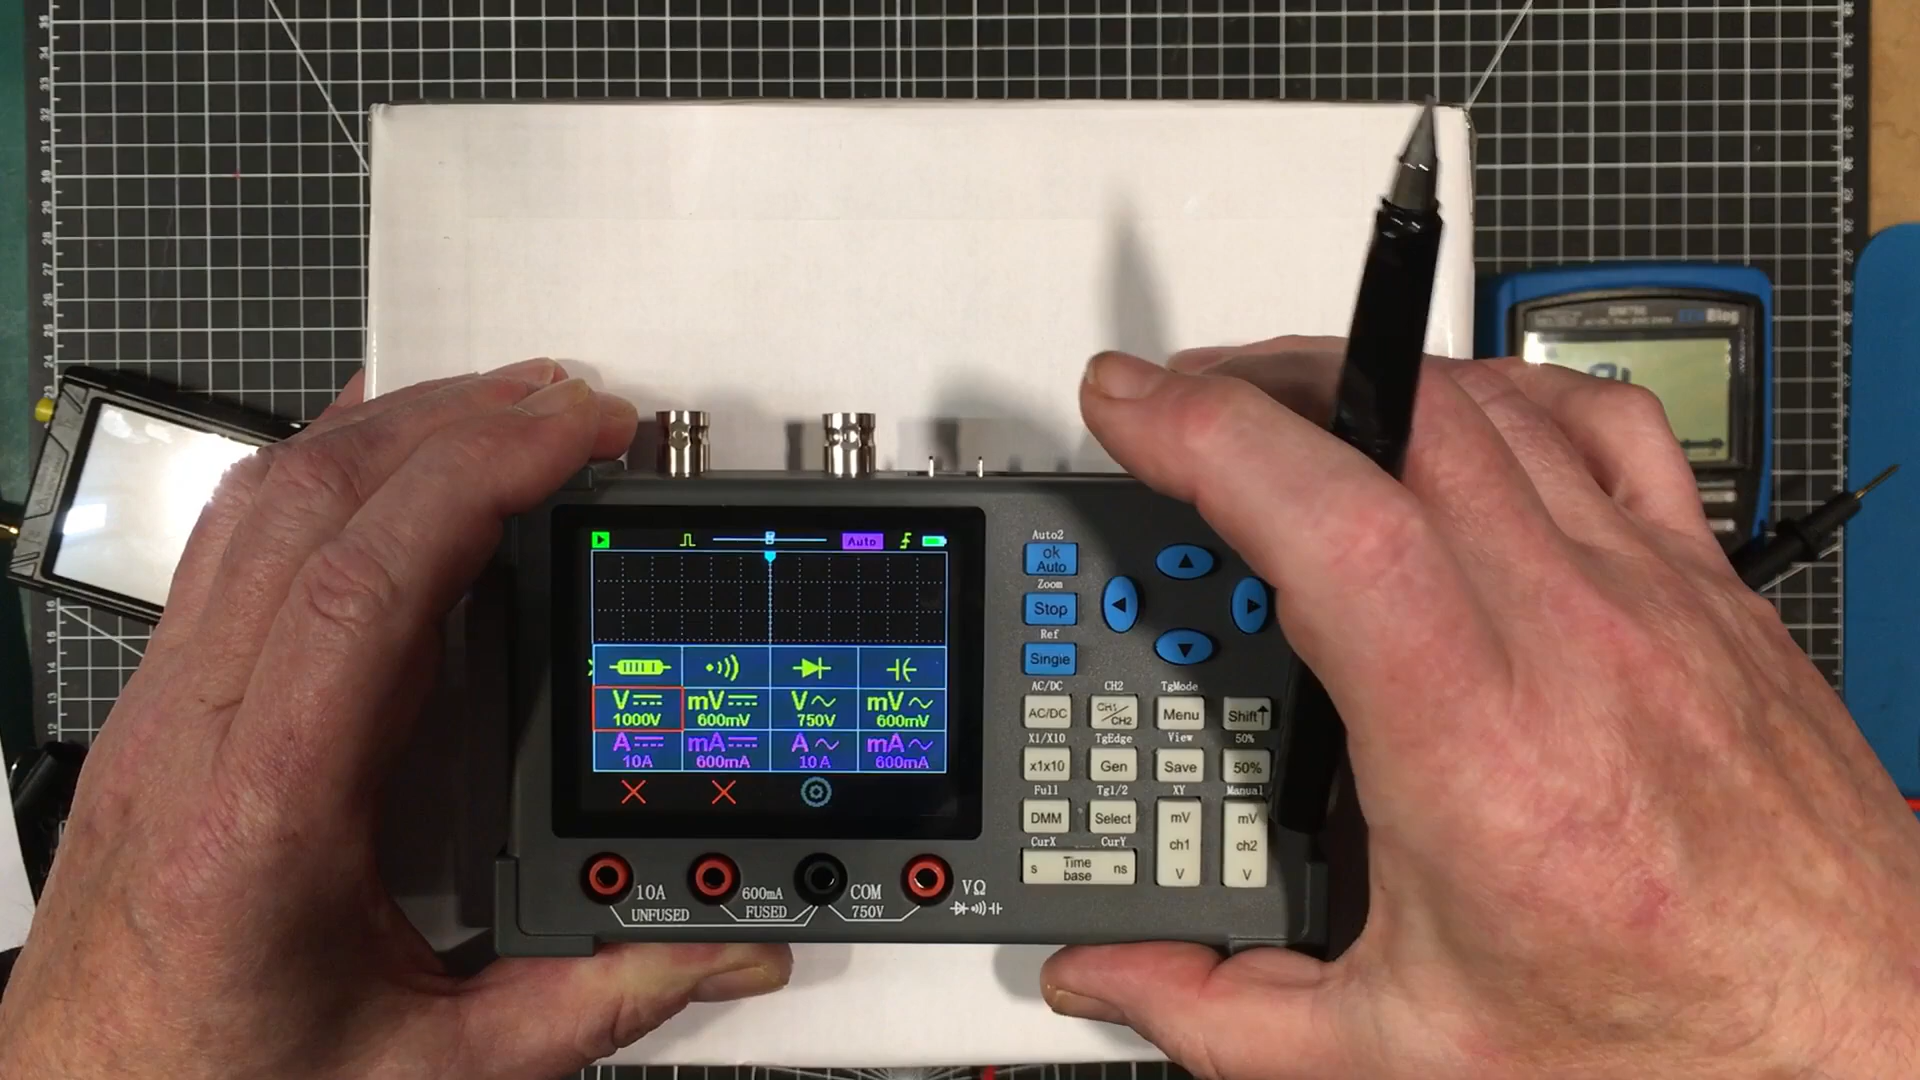 Auto
1000V
600mV
750V
600mV
V
mV
V
mV
A
mA
A
mA
10A
600mA
10A
600mA
10A
UNFUSED
600mA
FUSED
COM
750V
VΩ
Auto2
ok
Auto
Zoom
Stop
Ref
Single
AC/DC
CH2
TgMode
AC/DC
CH1/CH2
Menu
Shift
X1/X10
TgEdge
View
50%
x1x10
Gen
Save
50%
Full
Tg1/2
XY
Manual
DMM
Select
mV
ch1
V
mV
ch2
V
CurX
CurY
s
Time
base
ns